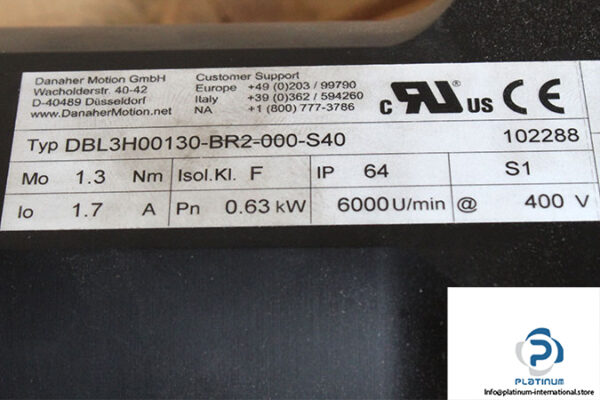 Danaher Motion GmbH
Wacholderstr. 40-42
D-40489 Düsseldorf
www.DanaherMotion.net
Customer Support
Europe +49 (0)203 / 99790
Italy +39 (0)362 / 594260
NA +1 (800) 777-3786
c RU US CE
Typ DBL3H00130-BR2-000-S40 102288
Mo 1.3 Nm Isol.Kl. F IP 64 S1
Io 1.7 A Pn 0.63 kW 6000 U/min @ 400 V
PLATINUM
Info@platinum-international.store